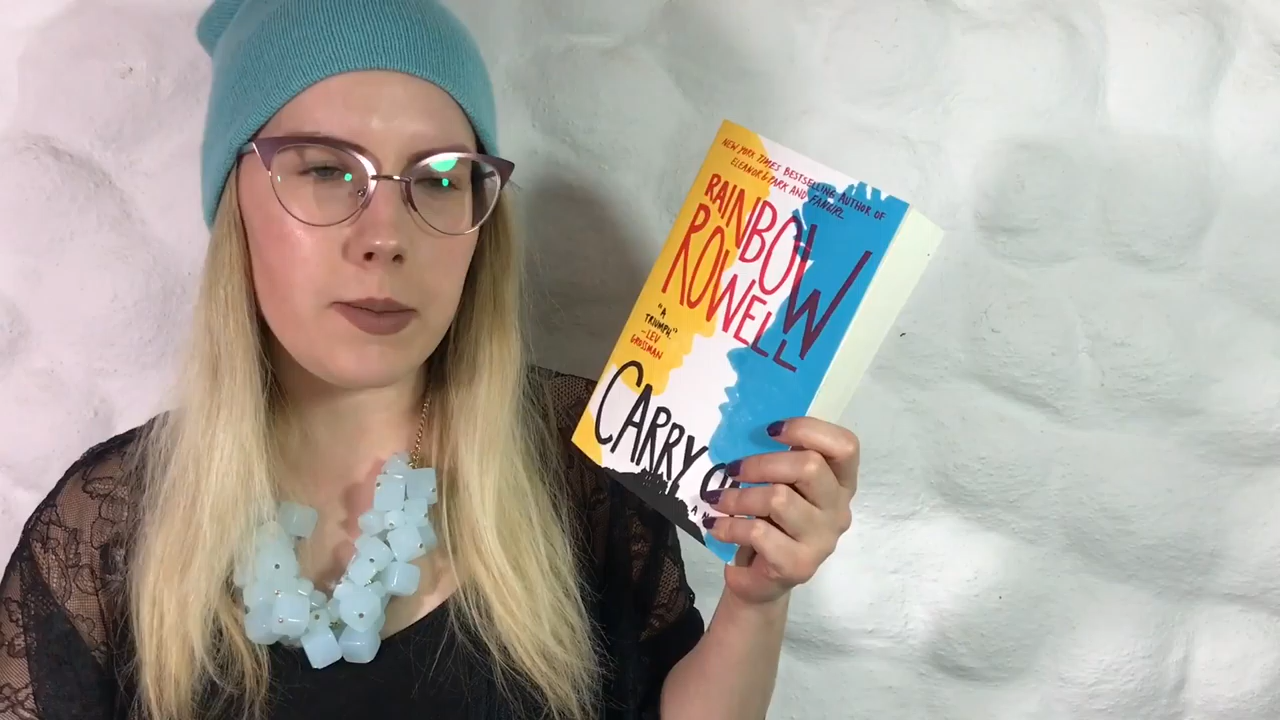 NEW YORK TIMES BESTSELLING AUTHOR OF
ELEANOR & PARK AND FANGIRL
RAINBOW
ROWELL
"A
TRIUMPH."
—LEV
GROSSMAN
CARRY
A